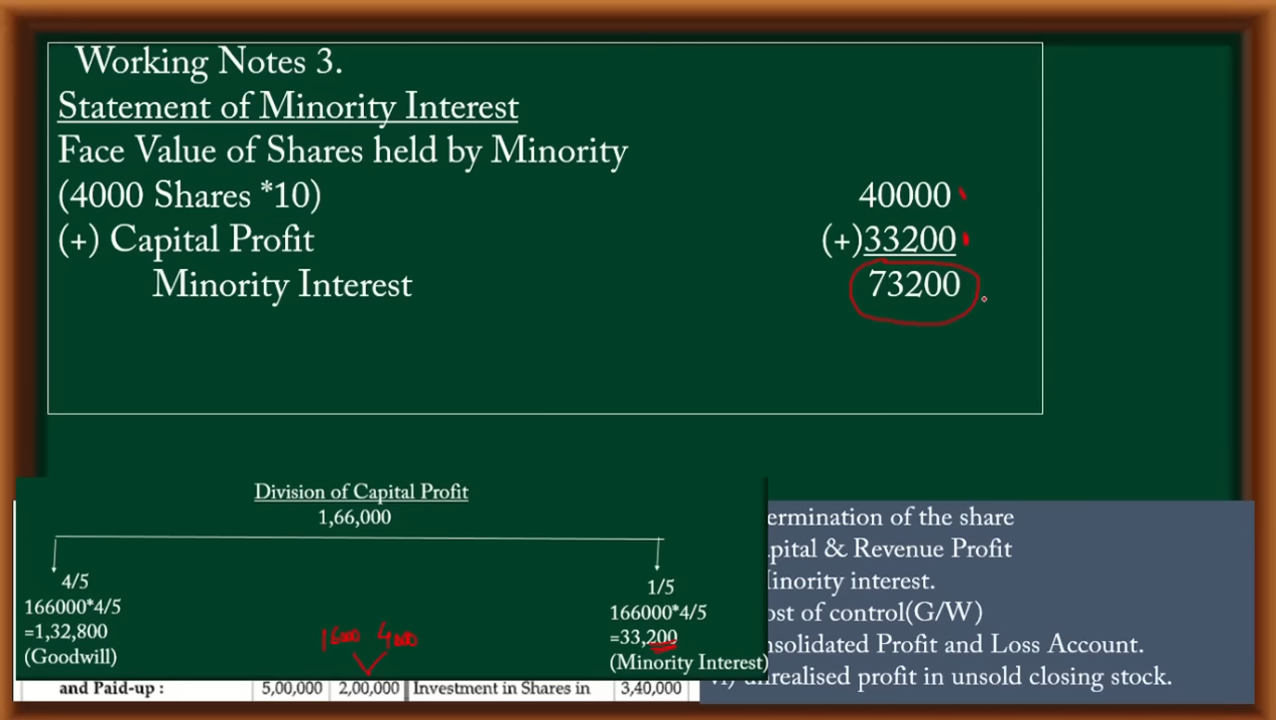 Working Notes 3.
Statement of Minority Interest
Face Value of Shares held by Minority
(4000 Shares *10) 40000
(+) Capital Profit (+)33200
Minority Interest 73200
Division of Capital Profit
1,66,000
4/5 1/5
166000*4/5 166000*4/5
=1,32,800 =33,200
(Goodwill) (Minority Interest)
16000 4000
and Paid-up : 5,00,000 2,00,000 Investment in Shares in 3,40,000
ermination of the share
pital & Revenue Profit
inority interest.
ost of control(G/W)
nsolidated Profit and Loss Account.
unrealised profit in unsold closing stock.